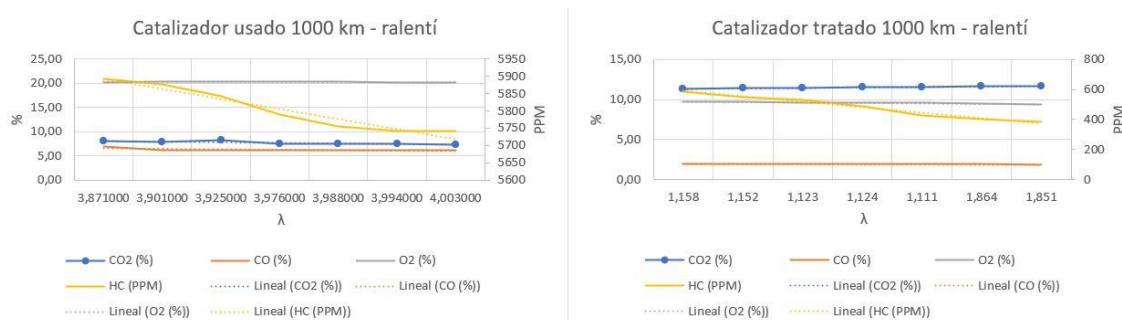 Catalizador usado 1000 km - ralentí
25,00
20,00
15,00
10,00
5,00
0,00
%
5950
5900
5850
5800
5750
5700
5650
5600
PPM
3,871000 3,901000 3,925000 3,976000 3,988000 3,994000 4,003000
λ
CO2 (%) CO (%) O2 (%)
HC (PPM) Lineal (CO2 (%)) Lineal (CO (%))
Lineal (O2 (%)) Lineal (HC (PPM))
Catalizador tratado 1000 km - ralentí
15,00
10,00
5,00
0,00
%
800
600
400
200
0
PPM
1,158 1,152 1,123 1,124 1,111 1,864 1,851
λ
CO2 (%) CO (%) O2 (%)
HC (PPM) Lineal (CO2 (%)) Lineal (CO (%))
Lineal (O2 (%)) Lineal (HC (PPM))